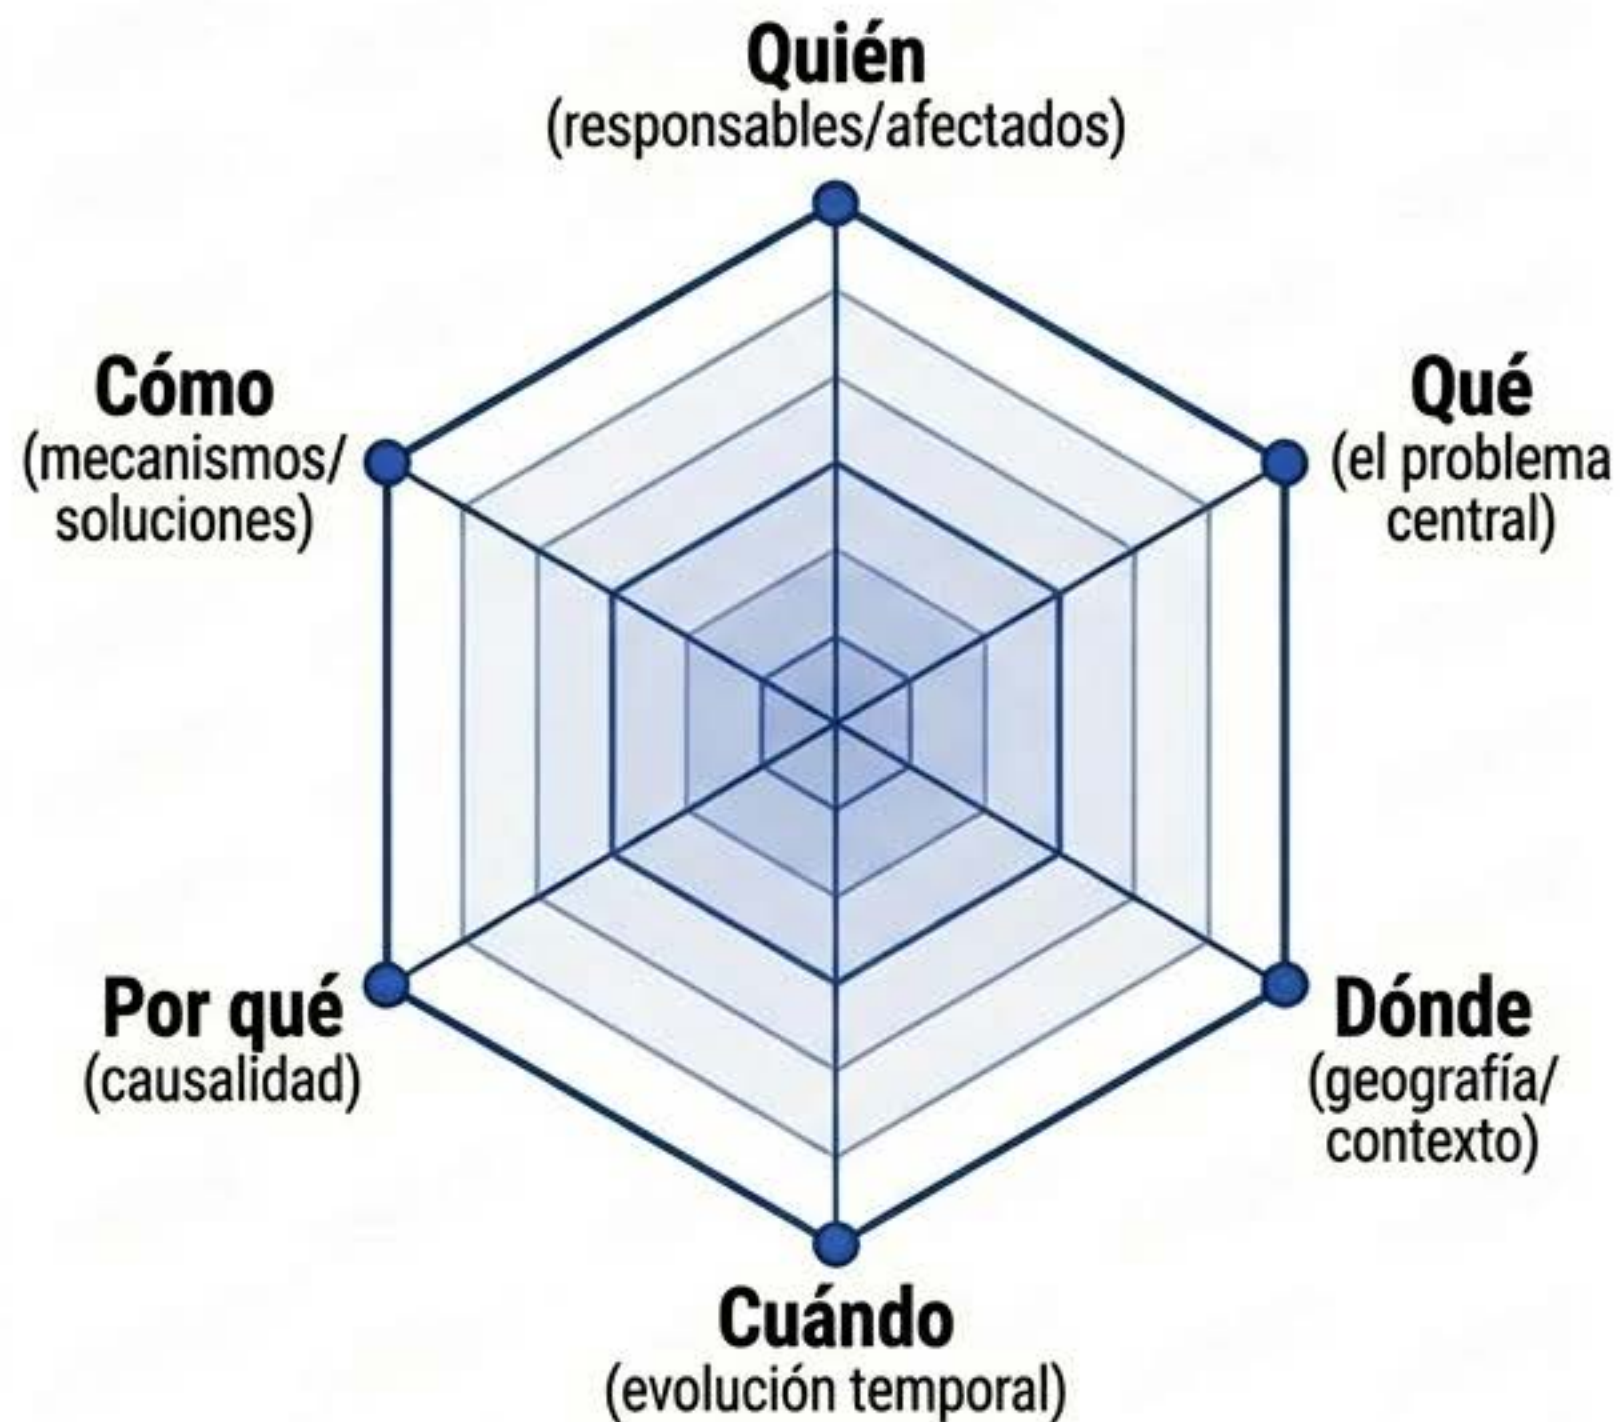 Quién
(responsables/afectados)
Qué
(el problema
central)
Dónde
(geografía/
contexto)
Cuándo
(evolución temporal)
Por qué
(causalidad)
Cómo
(mecanismos/
soluciones)